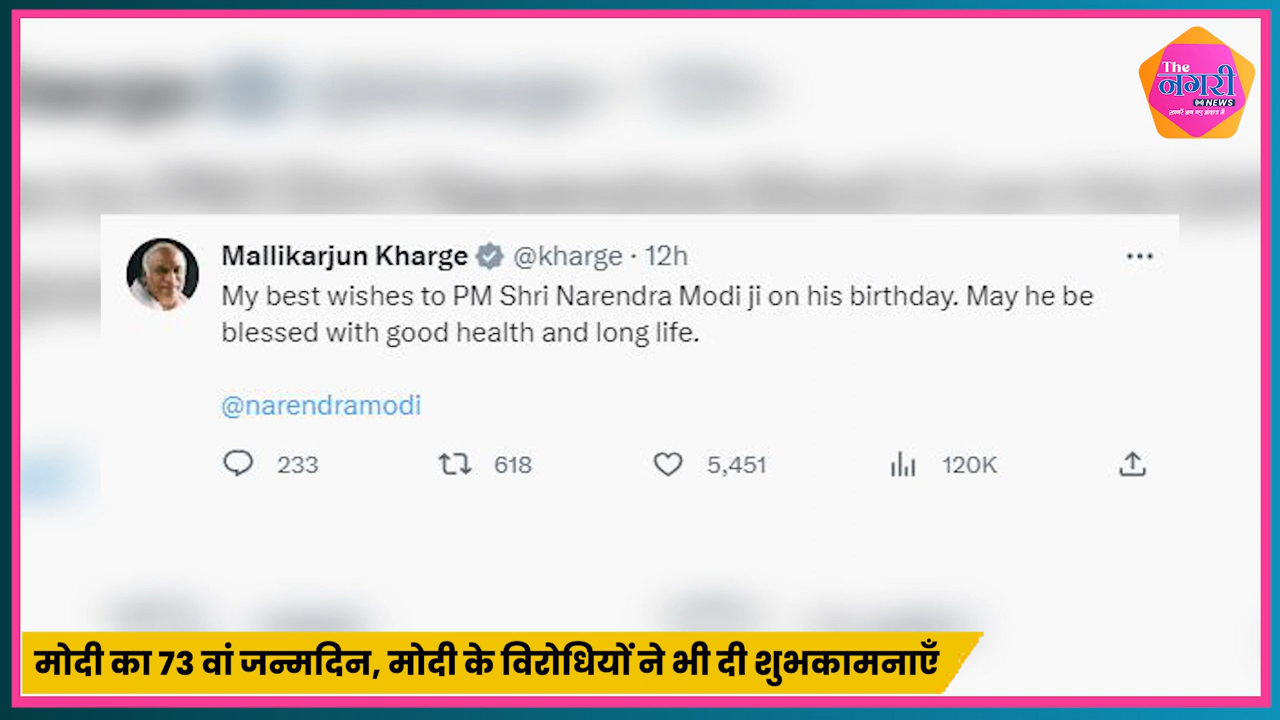 The
नगरी
NEWS
Mallikarjun Kharge @kharge · 12h
My best wishes to PM Shri Narendra Modi ji on his birthday. May he be
blessed with good health and long life.
@narendramodi
233 618 5,451 120K
मोदी का 73 वां जन्मदिन, मोदी के विरोधियों ने भी दी शुभकामनाएँ